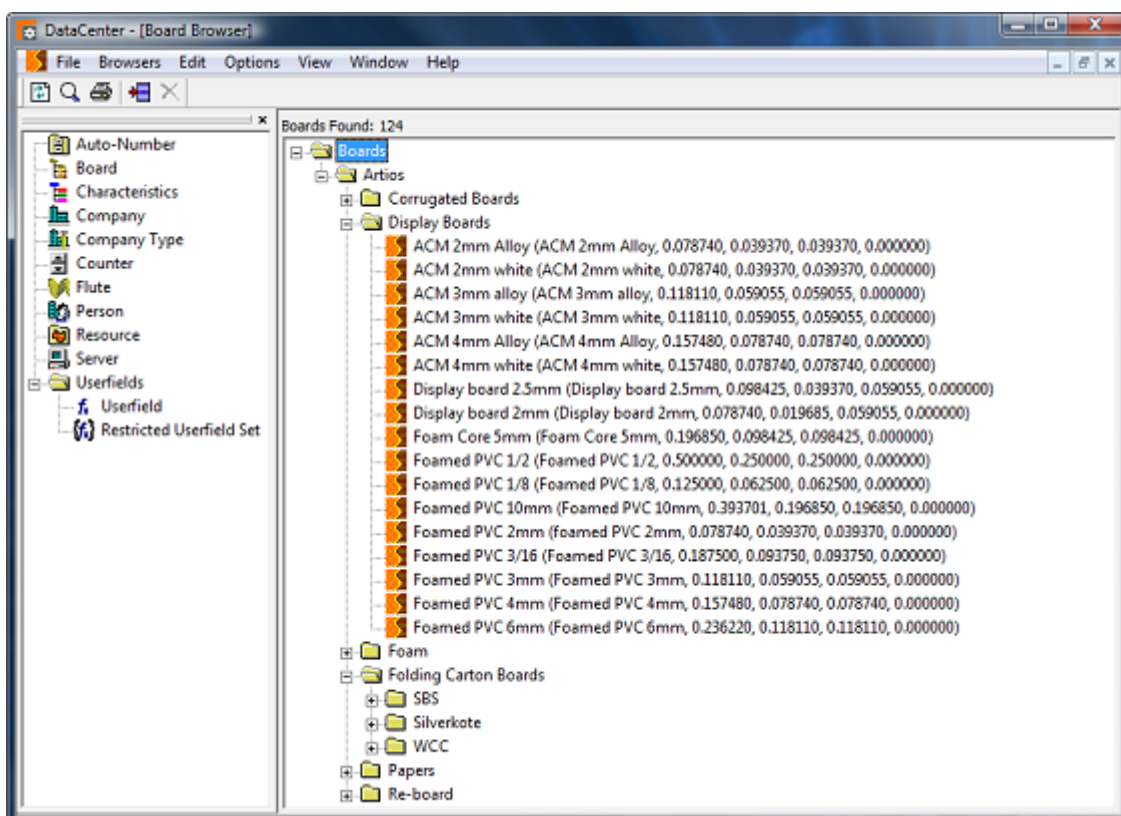 DataCenter - [Board Browser]
File Browsers Edit Options View Window Help
Auto-Number
Board
Characteristics
Company
Company Type
Counter
Flute
Person
Resource
Server
Userfields
Userfield
Restricted Userfield Set
Boards Found: 124
Boards
Artios
Corrugated Boards
Display Boards
ACM 2mm Alloy (ACM 2mm Alloy, 0.078740, 0.039370, 0.039370, 0.000000)
ACM 2mm white (ACM 2mm white, 0.078740, 0.039370, 0.039370, 0.000000)
ACM 3mm alloy (ACM 3mm alloy, 0.118110, 0.059055, 0.059055, 0.000000)
ACM 3mm white (ACM 3mm white, 0.118110, 0.059055, 0.059055, 0.000000)
ACM 4mm Alloy (ACM 4mm Alloy, 0.157480, 0.078740, 0.078740, 0.000000)
ACM 4mm white (ACM 4mm white, 0.157480, 0.078740, 0.078740, 0.000000)
Display board 2.5mm (Display board 2.5mm, 0.098425, 0.039370, 0.059055, 0.000000)
Display board 2mm (Display board 2mm, 0.078740, 0.019685, 0.059055, 0.000000)
Foam Core 5mm (Foam Core 5mm, 0.196850, 0.098425, 0.098425, 0.000000)
Foamed PVC 1/2 (Foamed PVC 1/2, 0.500000, 0.250000, 0.250000, 0.000000)
Foamed PVC 1/8 (Foamed PVC 1/8, 0.125000, 0.062500, 0.062500, 0.000000)
Foamed PVC 10mm (Foamed PVC 10mm, 0.393701, 0.196850, 0.196850, 0.000000)
Foamed PVC 2mm (foamed PVC 2mm, 0.078740, 0.039370, 0.039370, 0.000000)
Foamed PVC 3/16 (Foamed PVC 3/16, 0.187500, 0.093750, 0.093750, 0.000000)
Foamed PVC 3mm (Foamed PVC 3mm, 0.118110, 0.059055, 0.059055, 0.000000)
Foamed PVC 4mm (Foamed PVC 4mm, 0.157480, 0.078740, 0.078740, 0.000000)
Foamed PVC 6mm (Foamed PVC 6mm, 0.236220, 0.118110, 0.118110, 0.000000)
Foam
Folding Carton Boards
SBS
Silverkote
WCC
Papers
Re-board